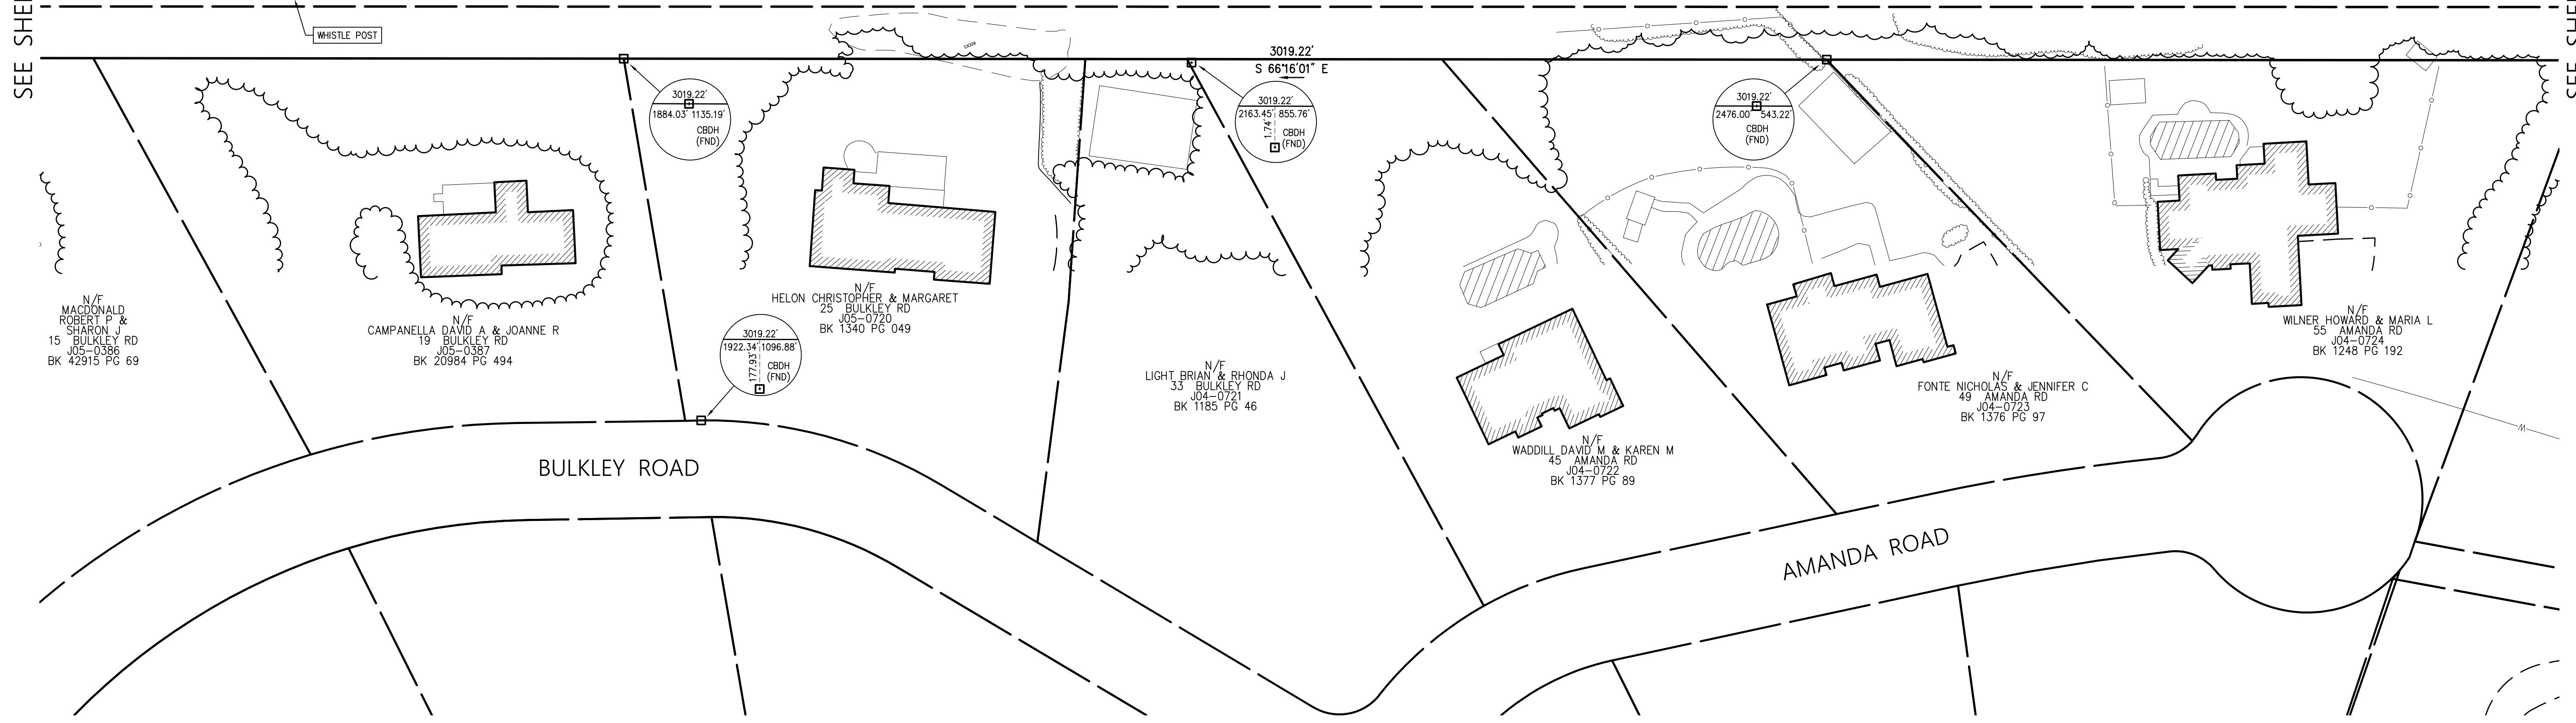 SEE SHE
WHISTLE POST
ROCKS
3019.22'
S 66°16'01" E
SEE SHE
3019.22'
1884.03' 1135.19'
CBDH
(FND)
3019.22'
2163.45' 855.76'
1.74'
CBDH
(FND)
3019.22'
2476.00' 543.22'
CBDH
(FND)
N/F
MACDONALD
ROBERT P &
SHARON J
15 BULKLEY RD
J05-0386
BK 42915 PG 69
N/F
CAMPANELLA DAVID A & JOANNE R
19 BULKLEY RD
J05-0387
BK 20984 PG 494
N/F
HELON CHRISTOPHER & MARGARET
25 BULKLEY RD
J05-0720
BK 1340 PG 049
3019.22'
1922.34' 1096.88'
177.93'
CBDH
(FND)
N/F
LIGHT BRIAN & RHONDA J
33 BULKLEY RD
J04-0721
BK 1185 PG 46
N/F
WADDILL DAVID M & KAREN M
45 AMANDA RD
J04-0722
BK 1377 PG 89
N/F
FONTE NICHOLAS & JENNIFER C
49 AMANDA RD
J04-0723
BK 1376 PG 97
N/F
WILNER HOWARD & MARIA L
55 AMANDA RD
J04-0724
BK 1248 PG 192
W
BULKLEY ROAD
AMANDA ROAD